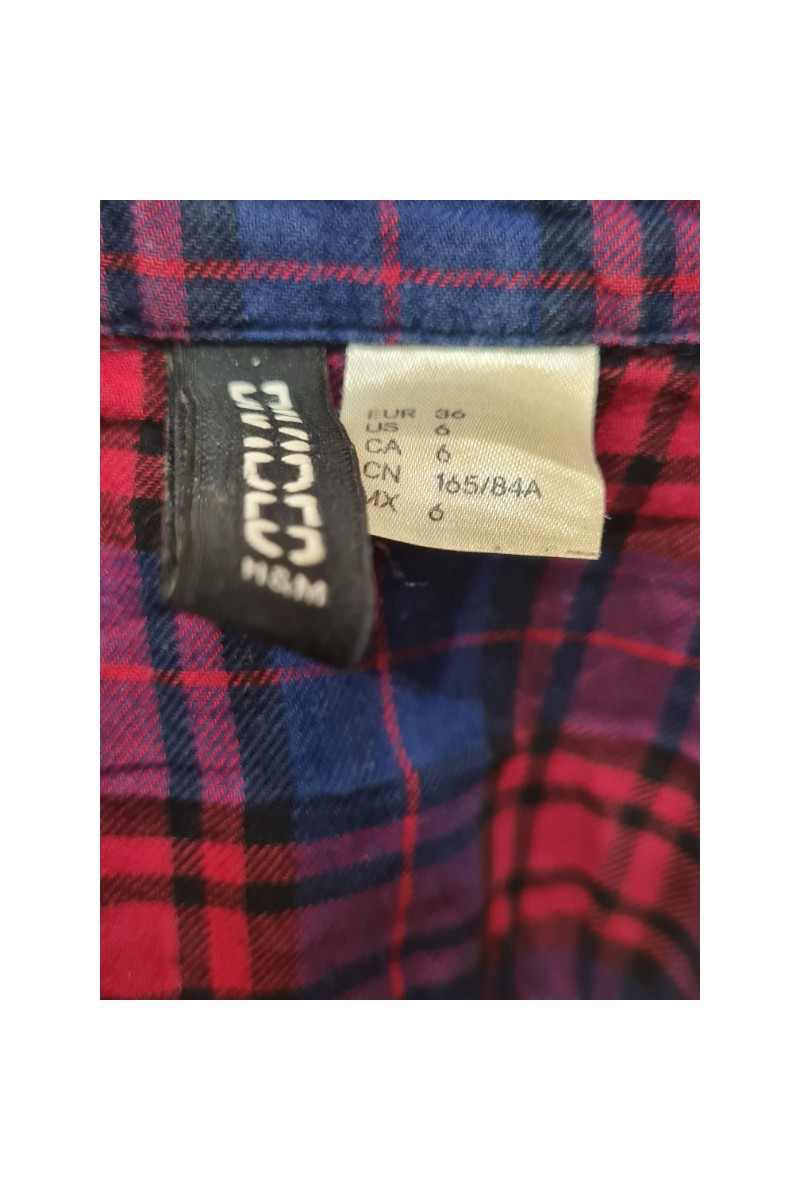 DIVIDED
H&M
EUR 36
US 6
CA 6
CN 165/84A
MX 6